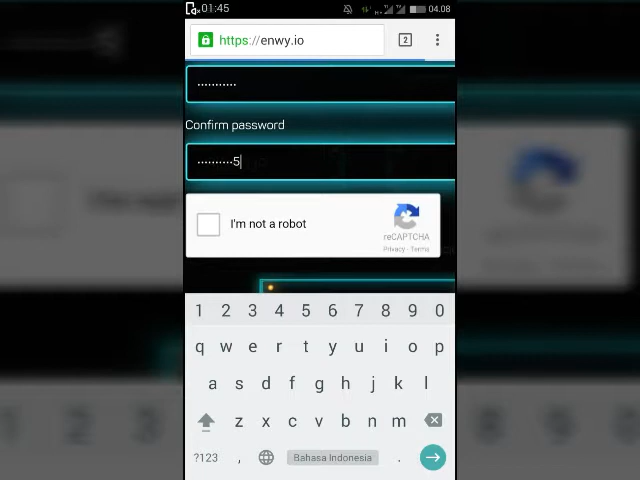 01:45 04.08
https://enwy.io 2
•••••••••••
Confirm password
••••••••••5
I'm not a robot
reCAPTCHA
Privacy - Terms
1 2 3 4 5 6 7 8 9 0
q w e r t y u i o p
a s d f g h j k l
z x c v b n m
?123 , Bahasa Indonesia .